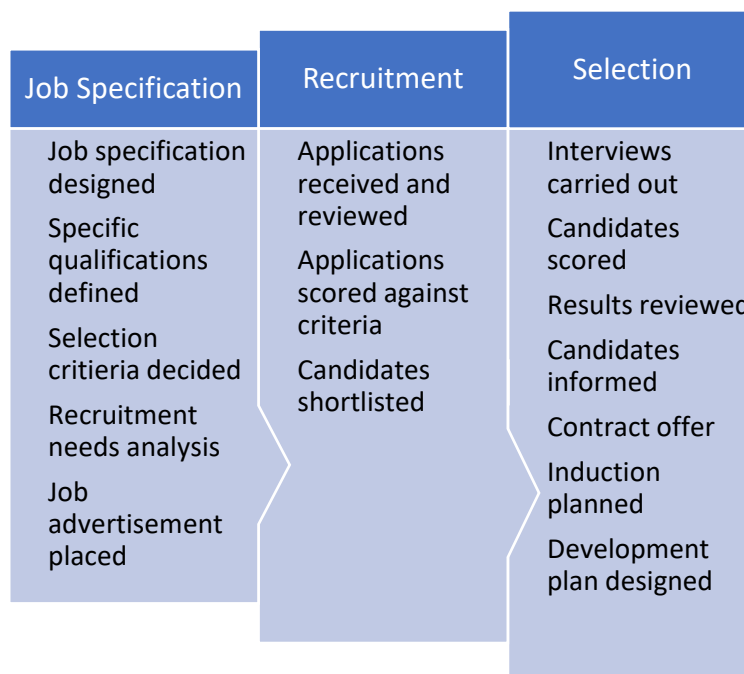 Job Specification
Job specification
designed
Specific
qualifications
defined
Selection
critieria decided
Recruitment
needs analysis
Job
advertisement
placed
Recruitment
Applications
received and
reviewed
Applications
scored against
criteria
Candidates
shortlisted
Selection
Interviews
carried out
Candidates
scored
Results reviewed
Candidates
informed
Contract offer
Induction
planned
Development
plan designed